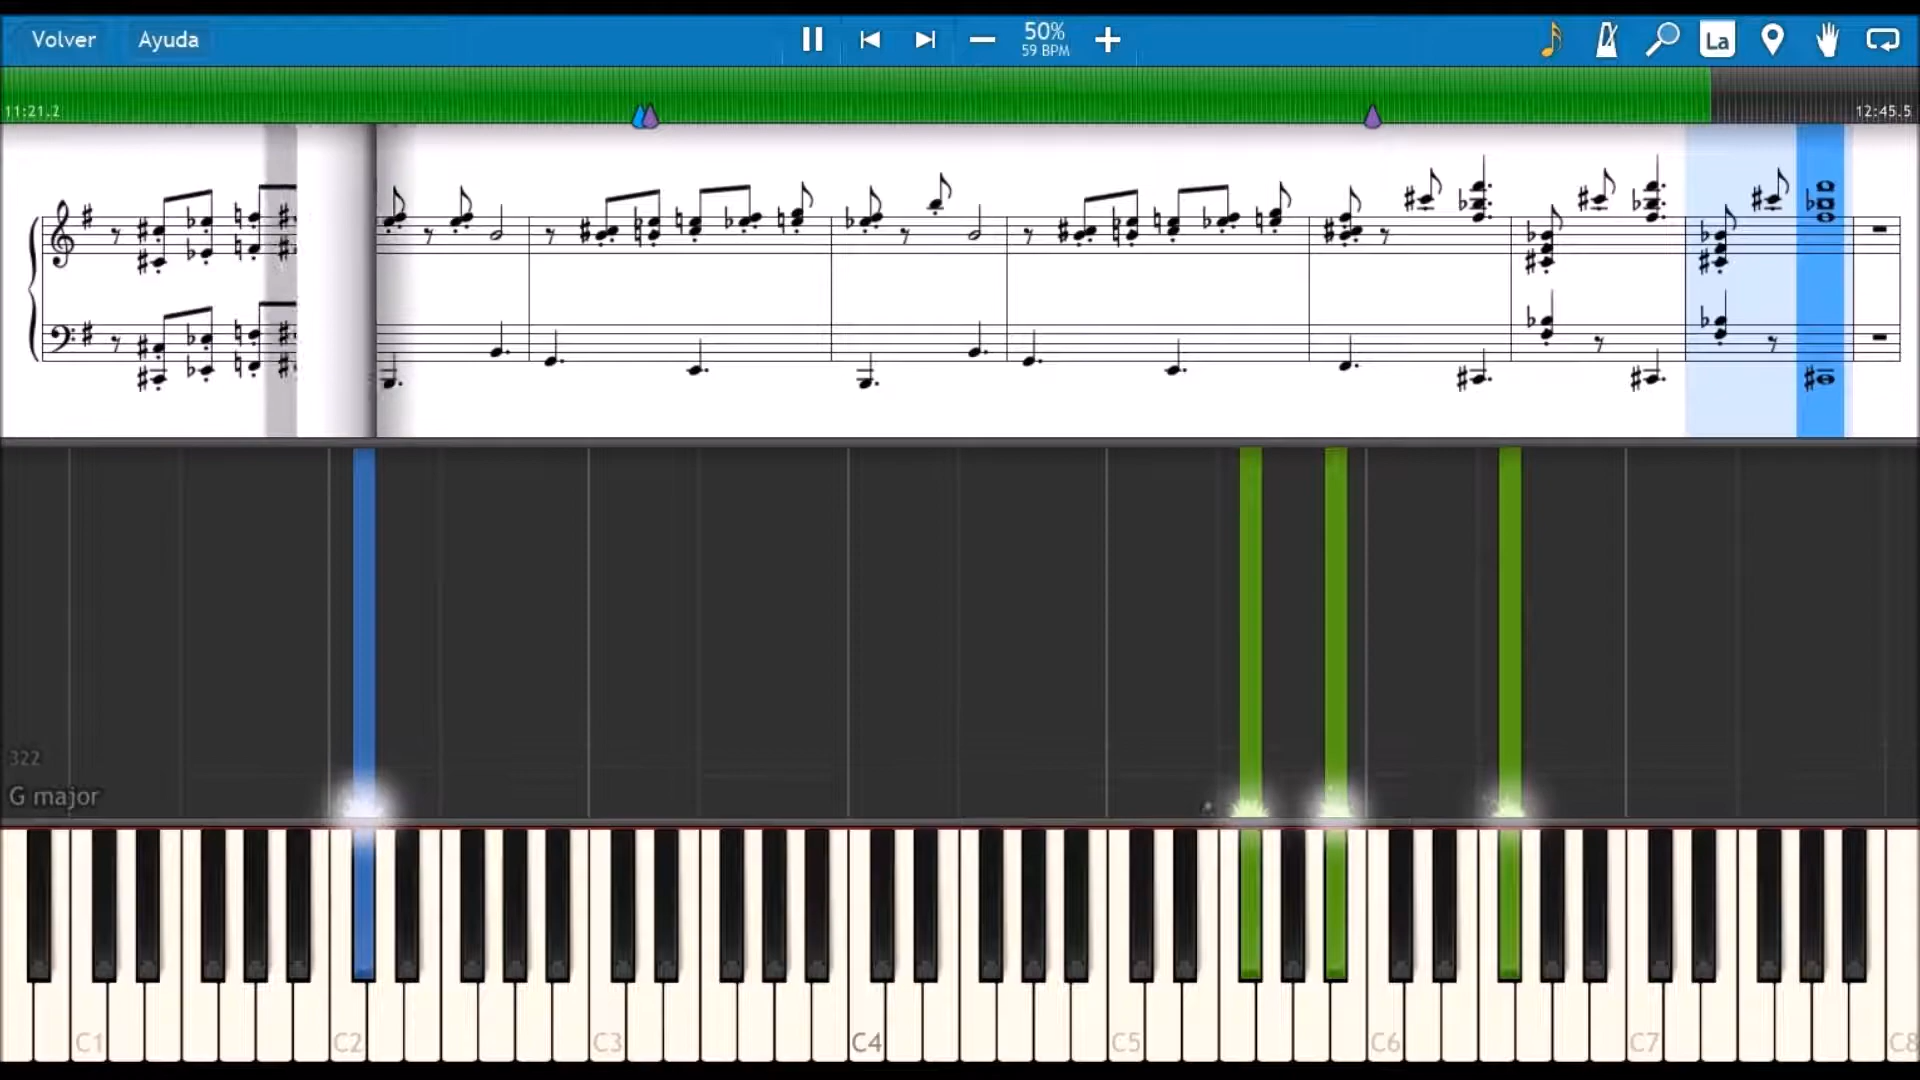 Volver Ayuda 50% La
59 BPM
11:21.2 12:45.5
322
G major
C1 C2 C3 C4 C5 C6 C7 C8